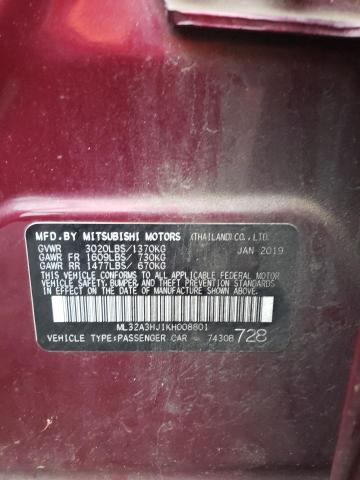 MFD.BY MITSUBISHI MOTORS (THAILAND) CO., LTD.
GVWR 3020LBS/1370KG JAN 2019
GAWR FR 1609LBS/ 730KG
GAWR RR 1477LBS/ 670KG
THIS VEHICLE CONFORMS TO ALL APPLICABLE FEDERAL MOTOR
VEHICLE SAFETY, BUMPER, AND THEFT PREVENTION STANDARDS
IN EFFECT ON THE DATE OF MANUFACTURE SHOWN ABOVE.
ML32A3HJ1KH008801
VEHICLE TYPE:PASSENGER CAR - 7430B 728